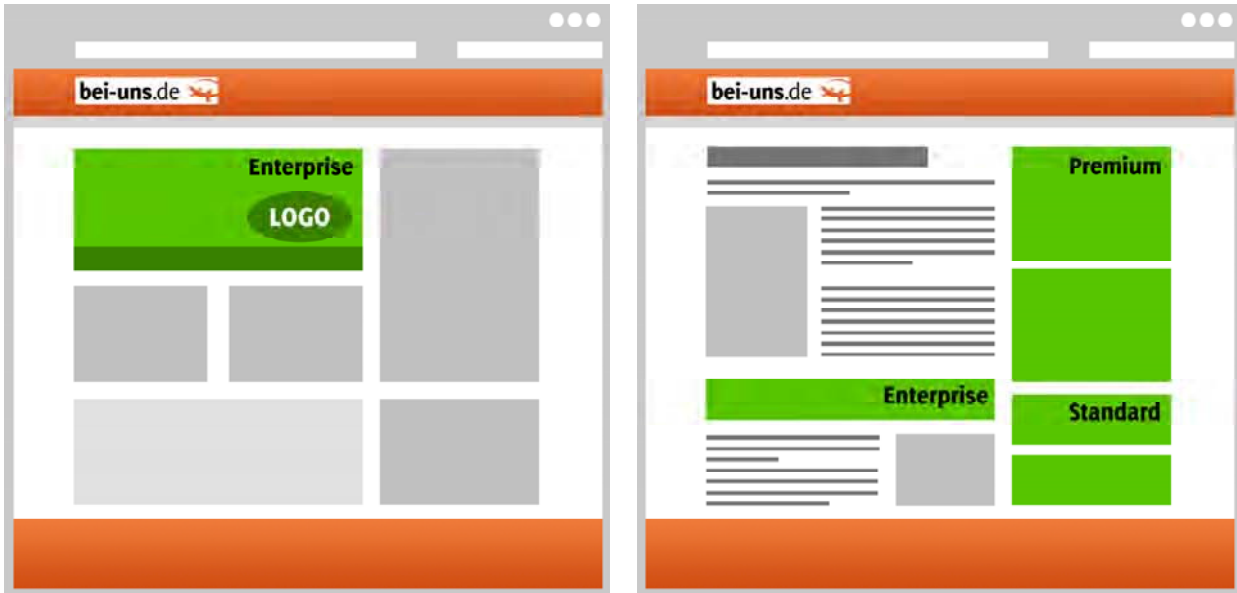 bei-uns.de
Enterprise
LOGO
bei-uns.de
Premium
Enterprise
Standard